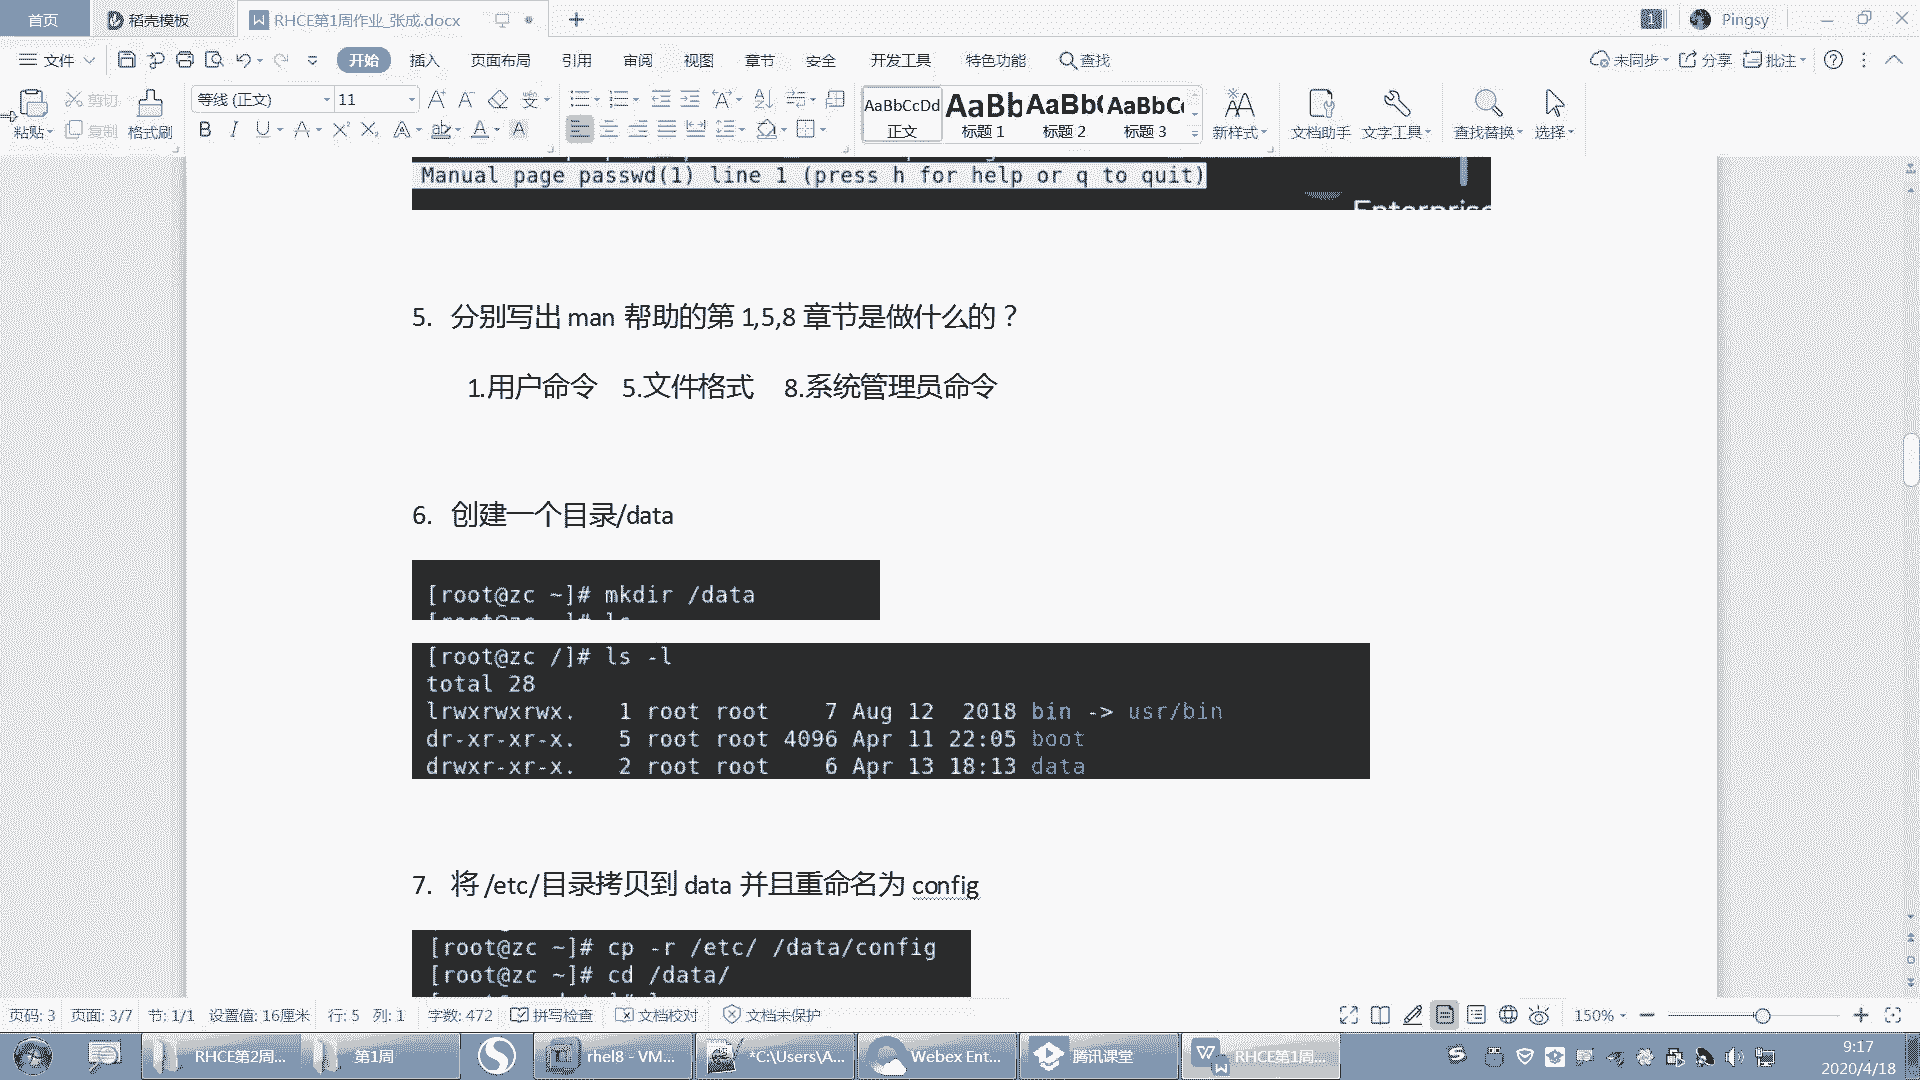 首页
稻壳模板
RHCE第1周作业_张成.docx
1
Pingsy
文件
开始
插入
页面布局
引用
审阅
视图
章节
安全
开发工具
特色功能
查找
未同步
分享
批注
粘贴
剪切
复制
格式刷
等线 (正文)
11
AaBbCcDd
正文
标题 1
标题 2
标题 3
新样式
文档助手
文字工具
查找替换
选择
Manual page passwd(1) line 1 (press h for help or q to quit)
5. 分别写出 man 帮助的第 1,5,8 章节是做什么的？
1.用户命令 5.文件格式 8.系统管理员命令
6. 创建一个目录/data
[root@zc ~]# mkdir /data
[root@zc /]# ls -l
total 28
lrwxrwxrwx. 1 root root 7 Aug 12 2018 bin -> usr/bin
dr-xr-xr-x. 5 root root 4096 Apr 11 22:05 boot
drwxr-xr-x. 2 root root 6 Apr 13 18:13 data
7. 将 /etc/目录拷贝到 data 并且重命名为 config
[root@zc ~]# cp -r /etc/ /data/config
[root@zc ~]# cd /data/
页码: 3 页面: 3/7 节: 1/1 设置值: 16厘米 行: 5 列: 1 字数: 472 拼写检查 文档校对 文档未保护 150%
RHCE第2周...
第1周
rhel8 - VM...
*C:\Users\A...
Webex Ent...
腾讯课堂
RHCE第1周...
9:17
2020/4/18